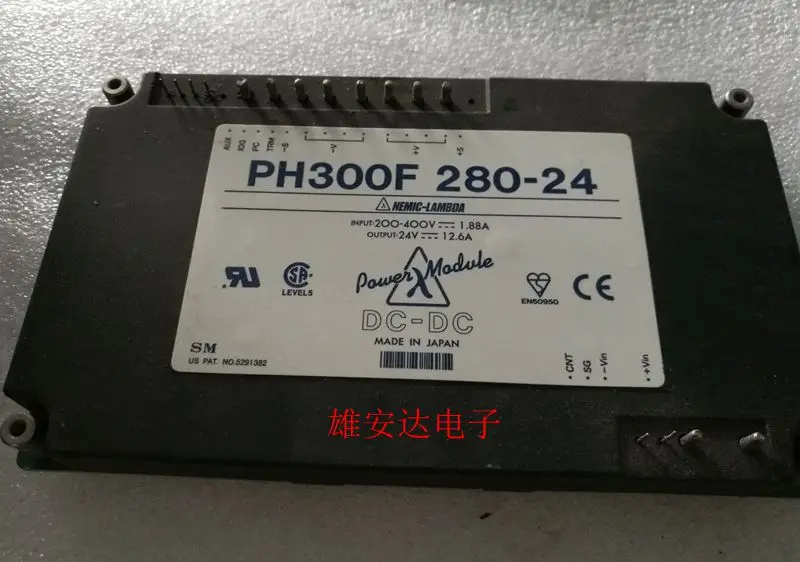 AUX IOG PC TRM -S -V +V +S
PH300F 280-24
NEMIC-LAMBDA
INPUT:200-400V 1.88A
OUTPUT:24V 12.6A
Power Module
λ
DC-DC
MADE IN JAPAN
LEVEL5
EN60950
CE
SM
US PAT. NO.5291382
CNT SG -Vin +Vin
雄安达电子